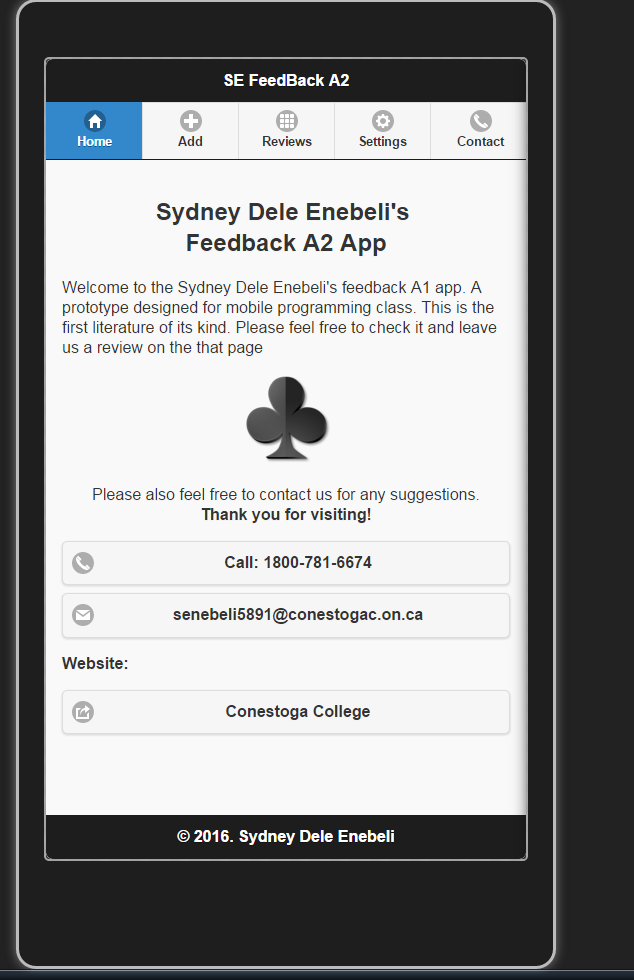 SE FeedBack A2
Home Add Reviews Settings Contact
Sydney Dele Enebeli's
Feedback A2 App
Welcome to the Sydney Dele Enebeli's feedback A1 app. A
prototype designed for mobile programming class. This is the
first literature of its kind. Please feel free to check it and leave
us a review on the that page
Please also feel free to contact us for any suggestions.
Thank you for visiting!
Call: 1800-781-6674
senebeli5891@conestogac.on.ca
Website:
Conestoga College
© 2016. Sydney Dele Enebeli